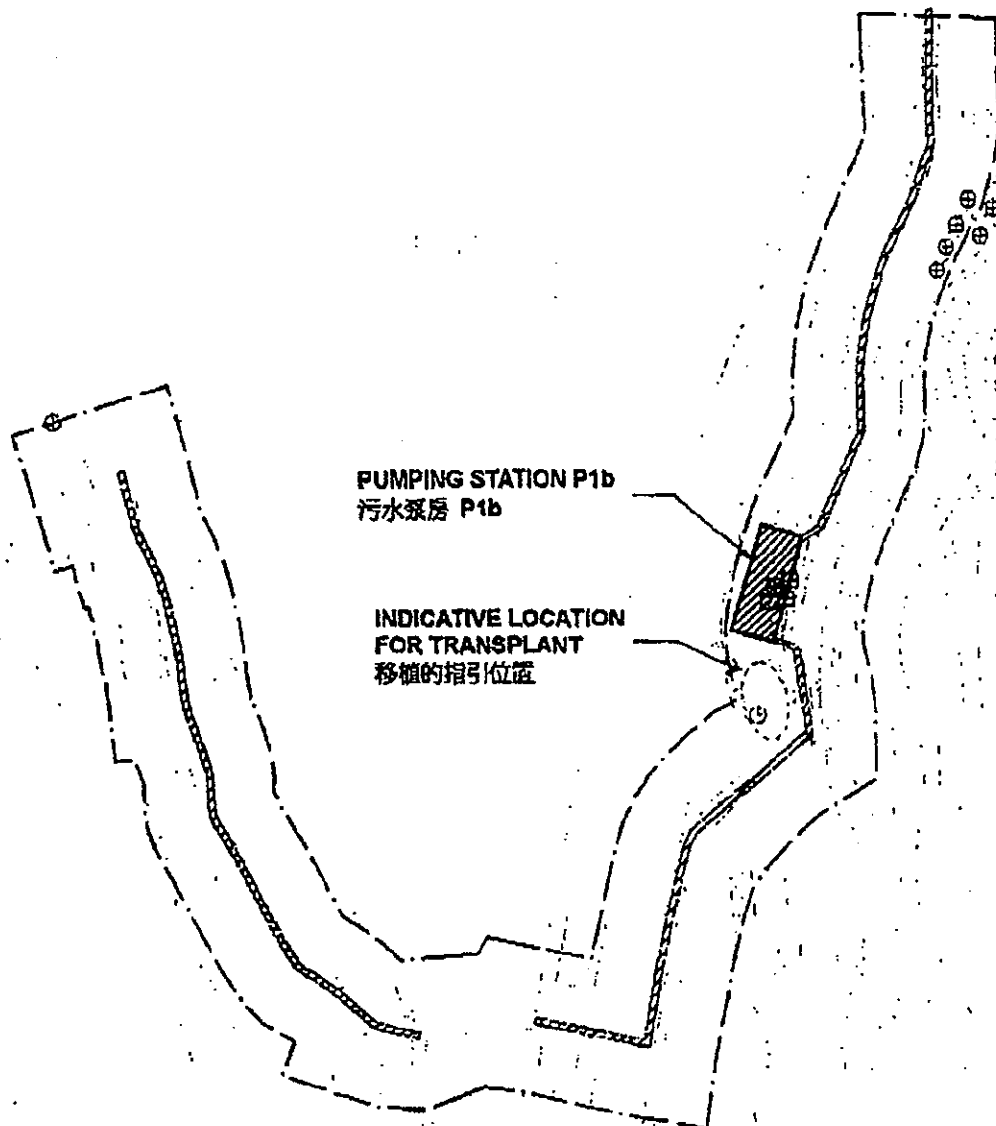 PUMPING STATION P1b
污水泵房 P1b
INDICATIVE LOCATION
FOR TRANSPLANT
移植的指引位置